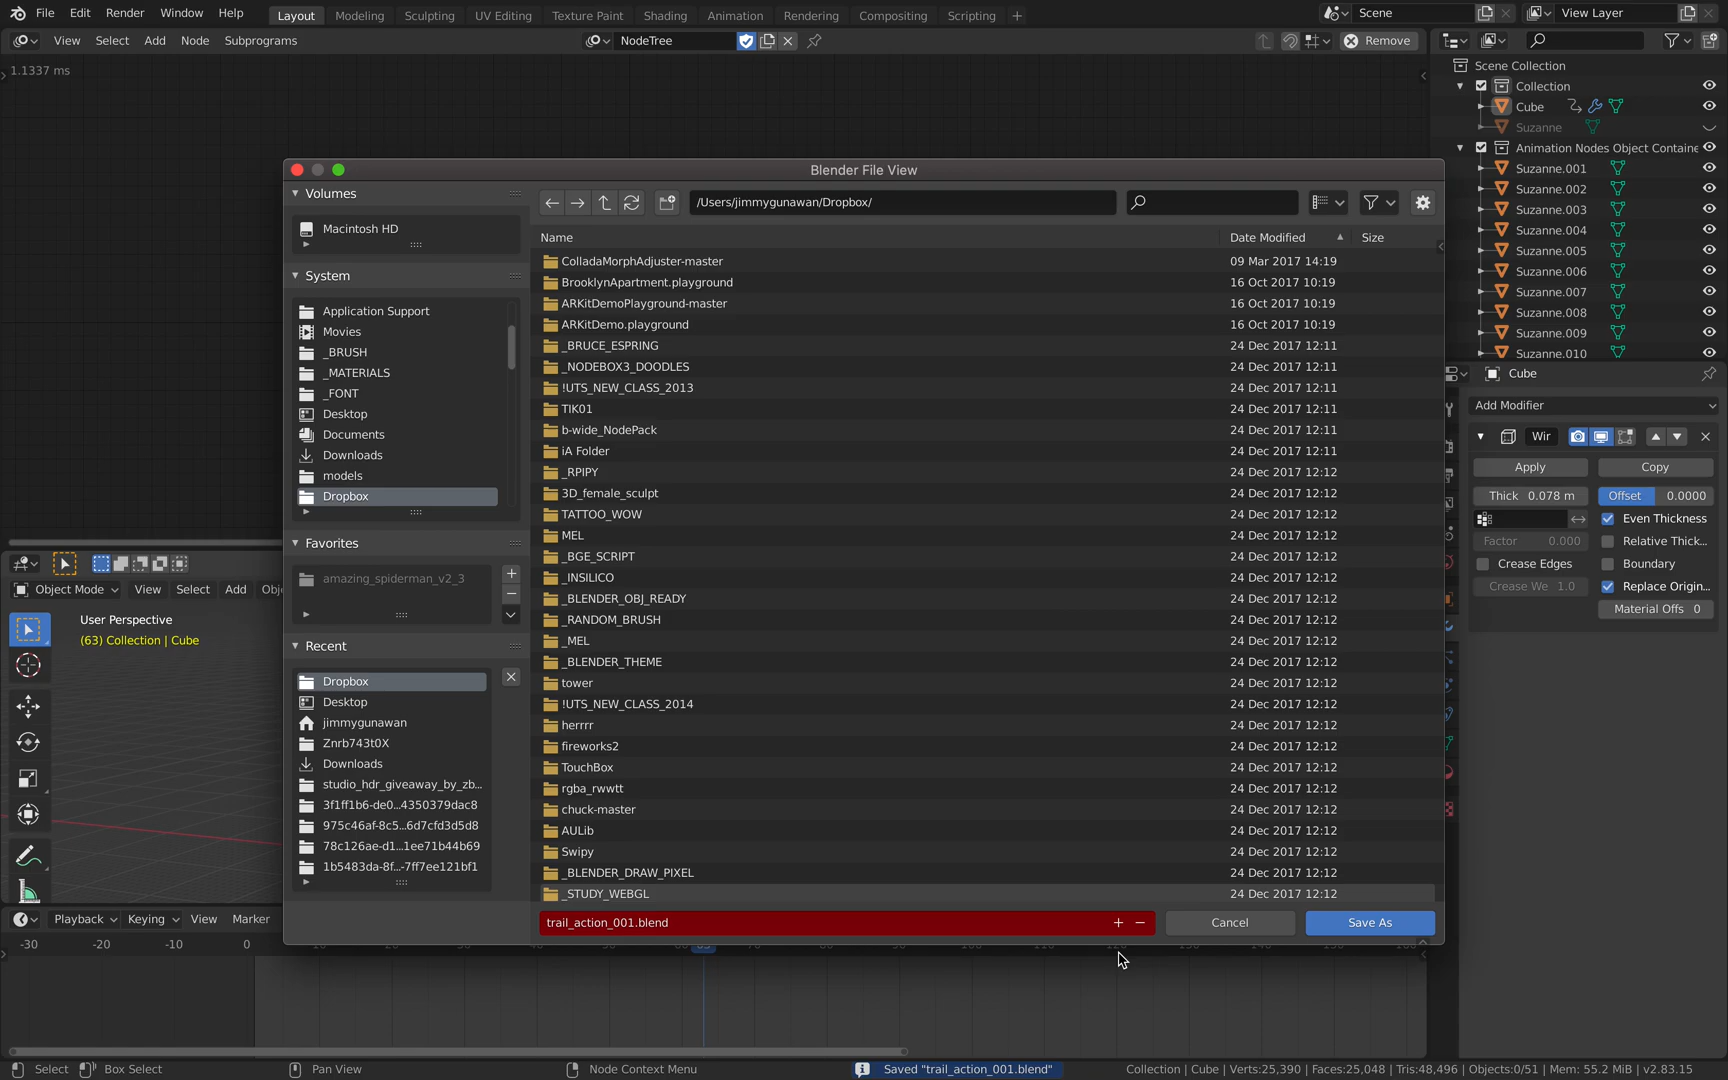 File Edit Render Window Help Layout Modeling Sculpting UV Editing Texture Paint Shading Animation Rendering Compositing Scripting + Scene View Layer
View Select Add Node Subprograms NodeTree Remove
1.1337 ms
Scene Collection
Collection
Cube
Suzanne
Animation Nodes Object Containe
Suzanne.001
Suzanne.002
Suzanne.003
Suzanne.004
Suzanne.005
Suzanne.006
Suzanne.007
Suzanne.008
Suzanne.009
Suzanne.010
Blender File View
Volumes
Macintosh HD
System
Application Support
Movies
_BRUSH
_MATERIALS
_FONT
Desktop
Documents
Downloads
models
Dropbox
Favorites
amazing_spiderman_v2_3
Recent
Dropbox
Desktop
jimmygunawan
Znrb743t0X
Downloads
studio_hdr_giveaway_by_zb...
3f1ff1b6-de0...4350379dac8
975c46af-8c5...6d7cfd3d5d8
78c126ae-d1...1ee71b44b69
1b5483da-8f...-7ff7ee121bf1
/Users/jimmygunawan/Dropbox/
Name Date Modified Size
ColladaMorphAdjuster-master 09 Mar 2017 14:19
BrooklynApartment.playground 16 Oct 2017 10:19
ARKitDemoPlayground-master 16 Oct 2017 10:19
ARKitDemo.playground 16 Oct 2017 10:19
_BRUCE_ESPRING 24 Dec 2017 12:11
_NODEBOX3_DOODLES 24 Dec 2017 12:11
!UTS_NEW_CLASS_2013 24 Dec 2017 12:11
TIK01 24 Dec 2017 12:11
b-wide_NodePack 24 Dec 2017 12:11
iA Folder 24 Dec 2017 12:11
_RPIPY 24 Dec 2017 12:12
3D_female_sculpt 24 Dec 2017 12:12
TATTOO_WOW 24 Dec 2017 12:12
MEL 24 Dec 2017 12:12
_BGE_SCRIPT 24 Dec 2017 12:12
_INSILICO 24 Dec 2017 12:12
_BLENDER_OBJ_READY 24 Dec 2017 12:12
_RANDOM_BRUSH 24 Dec 2017 12:12
_MEL 24 Dec 2017 12:12
_BLENDER_THEME 24 Dec 2017 12:12
tower 24 Dec 2017 12:12
!UTS_NEW_CLASS_2014 24 Dec 2017 12:12
herrrr 24 Dec 2017 12:12
fireworks2 24 Dec 2017 12:12
TouchBox 24 Dec 2017 12:12
rgba_rwwtt 24 Dec 2017 12:12
chuck-master 24 Dec 2017 12:12
AULib 24 Dec 2017 12:12
Swipy 24 Dec 2017 12:12
_BLENDER_DRAW_PIXEL 24 Dec 2017 12:12
_STUDY_WEBGL 24 Dec 2017 12:12
trail_action_001.blend + − Cancel Save As
Cube
Add Modifier
Wir
Apply Copy
Thick 0.078 m Offset 0.0000
Even Thickness
Factor 0.000 Relative Thick...
Crease Edges Boundary
Crease We 1.0 Replace Origin...
Material Offs 0
Object Mode View Select Add Obj
User Perspective
(63) Collection | Cube
Playback Keying View Marker
-30 -20 -10 0
Select Box Select Pan View Node Context Menu Saved "trail_action_001.blend" Collection | Cube | Verts:25,390 | Faces:25,048 | Tris:48,496 | Objects:0/51 | Mem: 55.2 MiB | v2.83.15